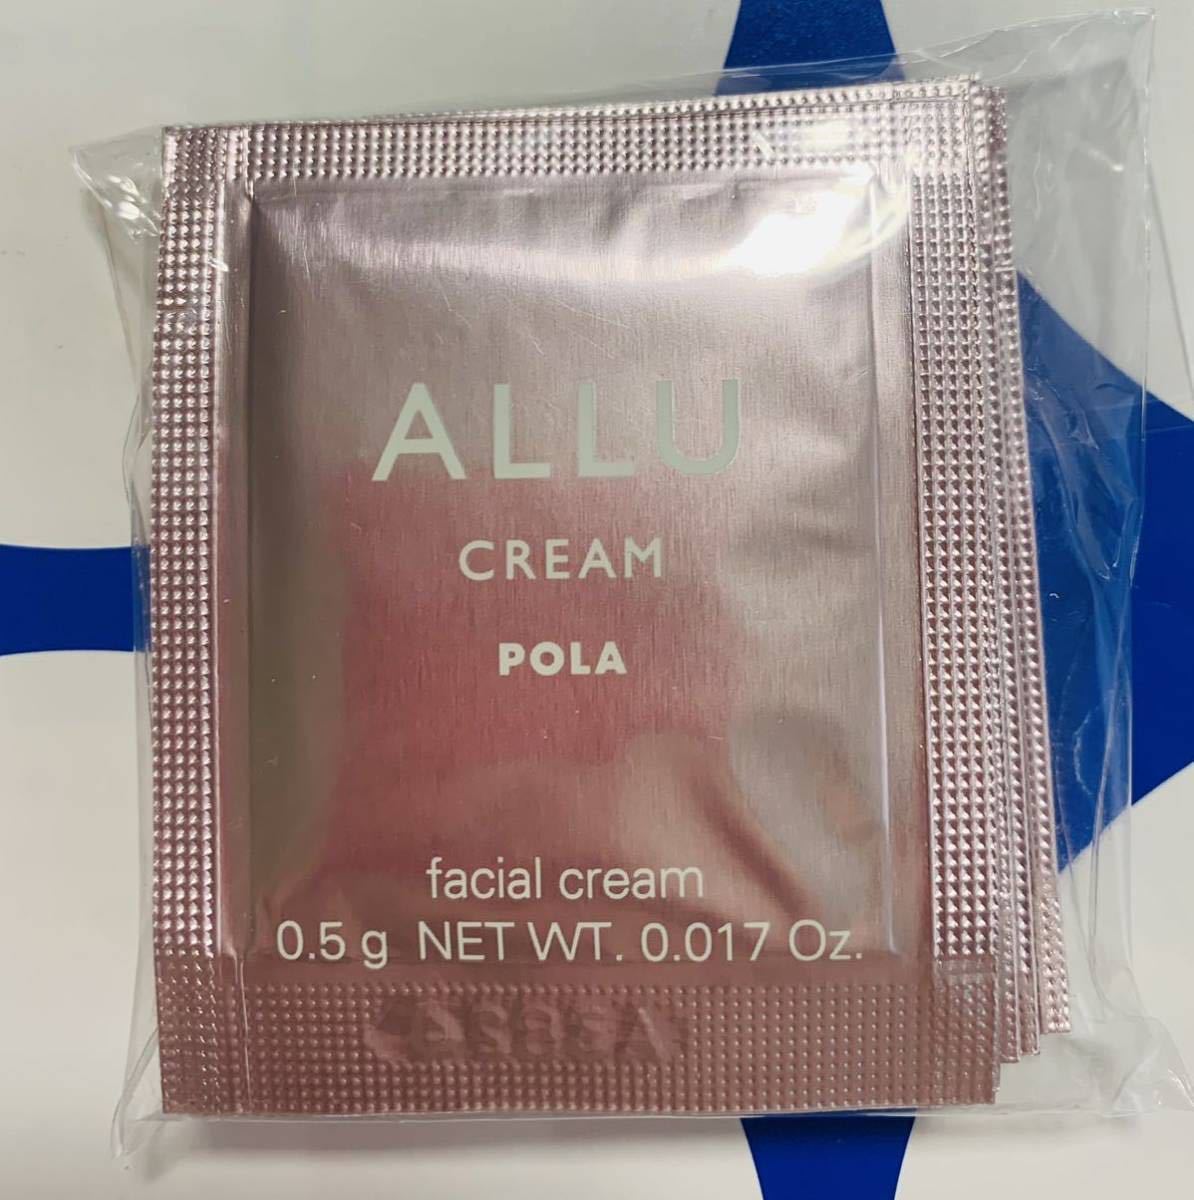 ALLU
CREAM
POLA
facial cream
0.5 g NET WT. 0.017 Oz.